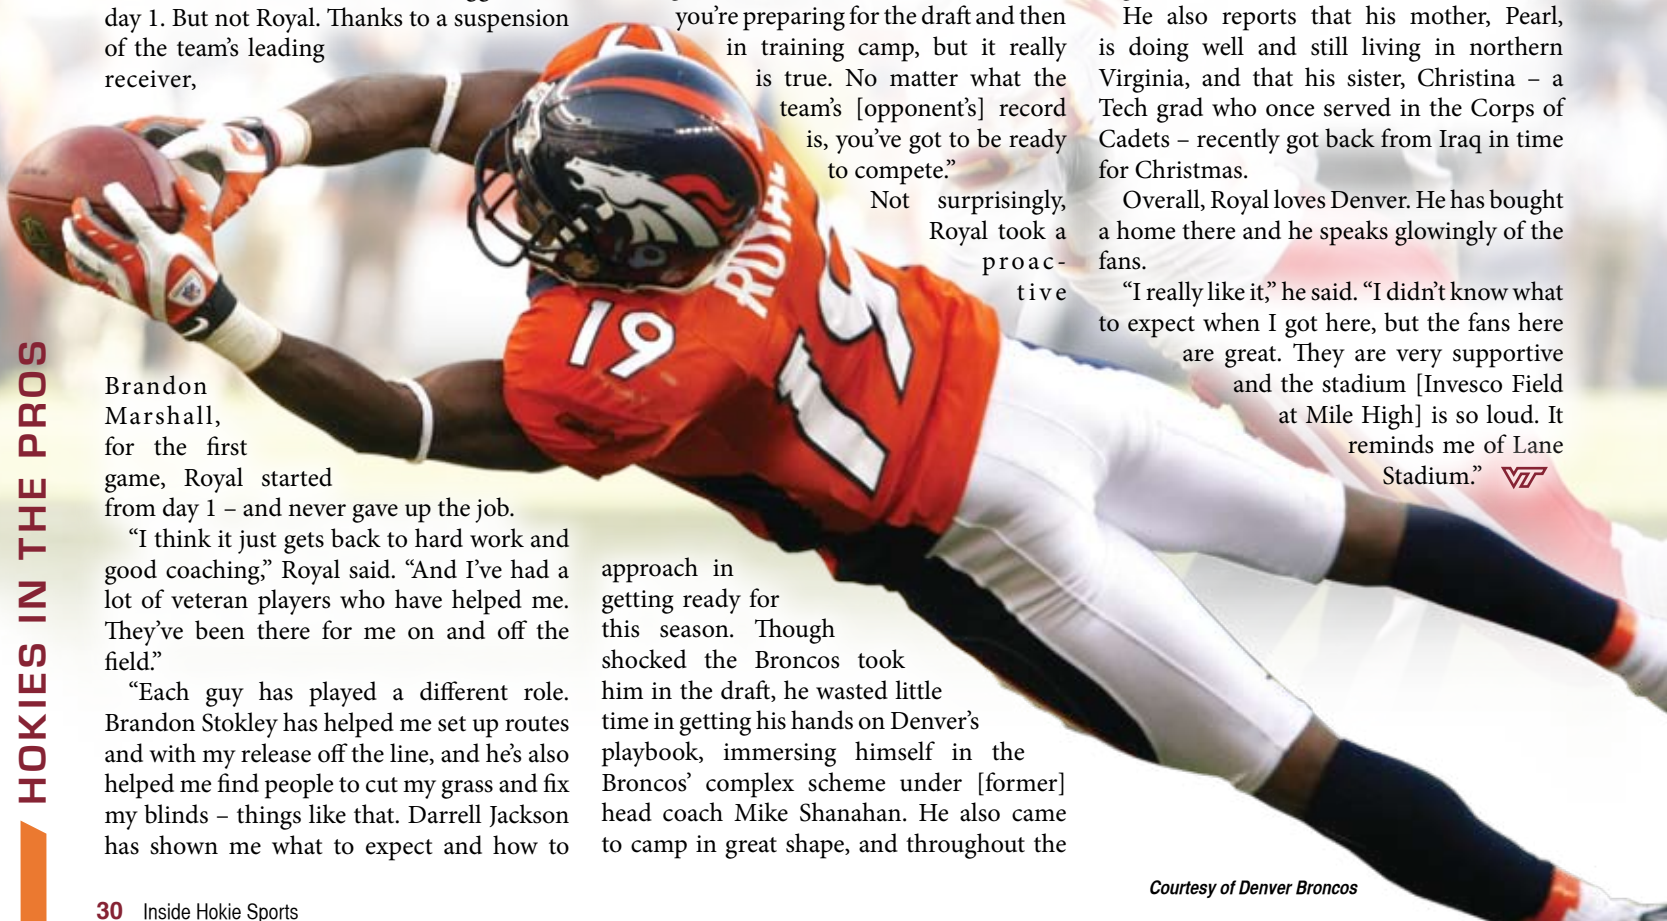 day 1. But not Royal. Thanks to a suspension
of the team's leading
receiver,
Brandon
Marshall,
for the first
game, Royal started
from day 1 – and never gave up the job.
“I think it just gets back to hard work and
good coaching,” Royal said. “And I've had a
lot of veteran players who have helped me.
They've been there for me on and off the
field.”
“Each guy has played a different role.
Brandon Stokley has helped me set up routes
and with my release off the line, and he's also
helped me find people to cut my grass and fix
my blinds – things like that. Darrell Jackson
has shown me what to expect and how to
you're preparing for the draft and then
in training camp, but it really
is true. No matter what the
team's [opponent's] record
is, you've got to be ready
to compete.”
Not surprisingly,
Royal took a
proac-
tive
approach in
getting ready for
this season. Though
shocked the Broncos took
him in the draft, he wasted little
time in getting his hands on Denver's
playbook, immersing himself in the
Broncos' complex scheme under [former]
head coach Mike Shanahan. He also came
to camp in great shape, and throughout the
He also reports that his mother, Pearl,
is doing well and still living in northern
Virginia, and that his sister, Christina – a
Tech grad who once served in the Corps of
Cadets – recently got back from Iraq in time
for Christmas.
Overall, Royal loves Denver. He has bought
a home there and he speaks glowingly of the
fans.
“I really like it,” he said. “I didn't know what
to expect when I got here, but the fans here
are great. They are very supportive
and the stadium [Invesco Field
at Mile High] is so loud. It
reminds me of Lane
Stadium.” VT
ROYAL
19
19
HOKIES IN THE PROS
Courtesy of Denver Broncos
30 Inside Hokie Sports